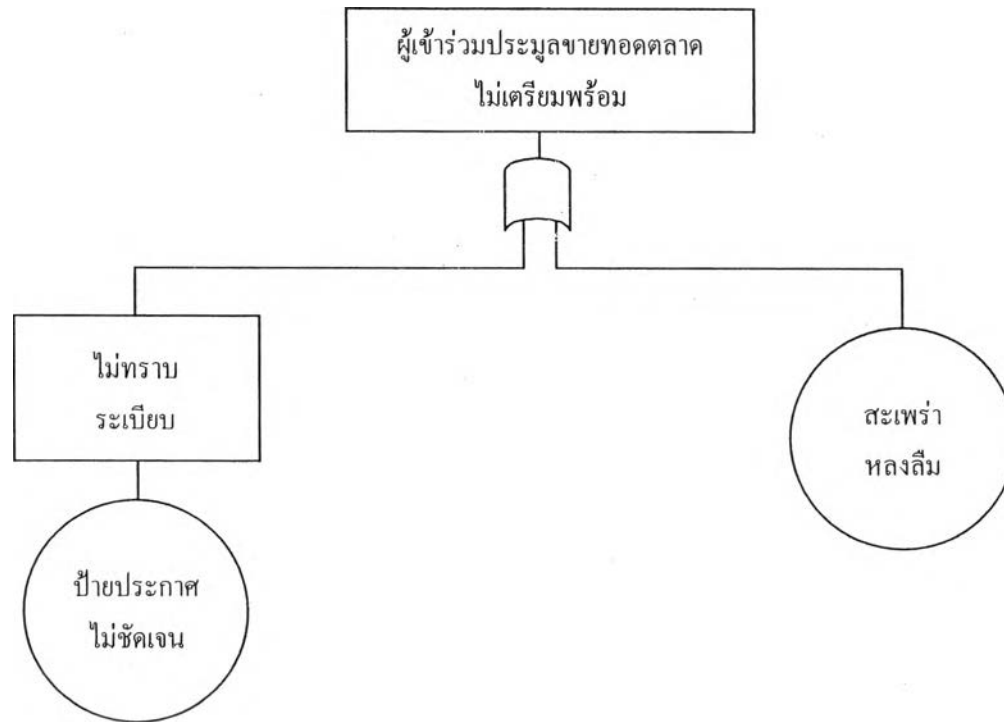 ผู้เข้าร่วมประมูลขายทอดตลาด
ไม่เตรียมพร้อม
ไม่ทราบ
ระเบียบ
สะเพร่า
หลงลืม
ป้ายประกาศ
ไม่ชัดเจน